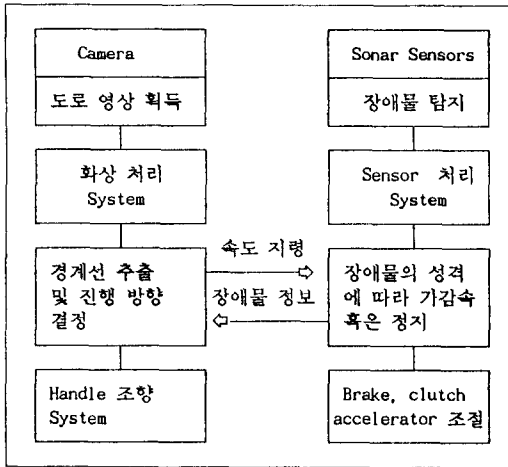 Camera
도로 영상 획득
화상 처리
System
경계선 추출
및 진행 방향
결정
Handle 조향
System
속도 지령
장애물 정보
Sonar Sensors
장애물 탐지
Sensor 처리
System
장애물의 성격
에 따라 가감속
혹은 정지
Brake, clutch
accelerator 조절